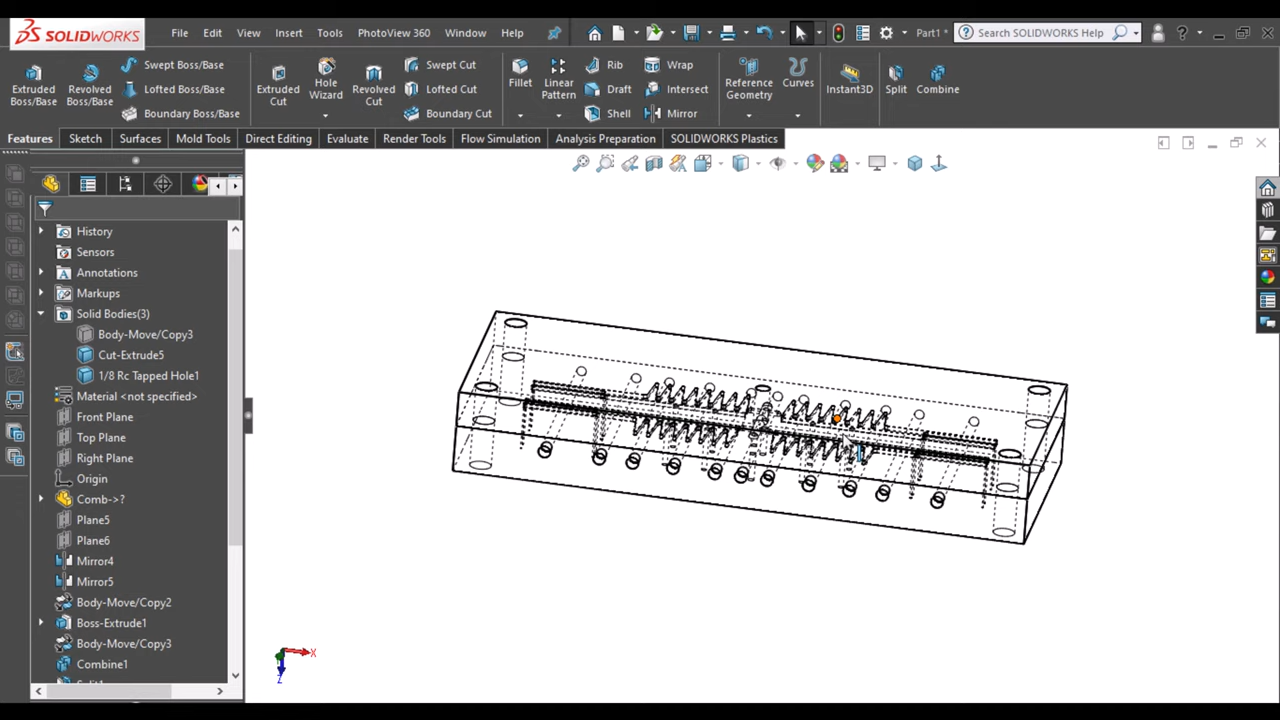 SOLIDWORKS File Edit View Insert Tools PhotoView 360 Window Help Part1 * Search SOLIDWORKS Help ?
Extruded Boss/Base
Revolved Boss/Base
Swept Boss/Base
Lofted Boss/Base
Boundary Boss/Base
Extruded Cut
Hole Wizard
Revolved Cut
Swept Cut
Lofted Cut
Boundary Cut
Fillet
Linear Pattern
Rib
Draft
Shell
Wrap
Intersect
Mirror
Reference Geometry
Curves
Instant3D
Split
Combine
Features Sketch Surfaces Mold Tools Direct Editing Evaluate Render Tools Flow Simulation Analysis Preparation SOLIDWORKS Plastics
History
Sensors
Annotations
Markups
Solid Bodies(3)
Body-Move/Copy3
Cut-Extrude5
1/8 Rc Tapped Hole1
Material <not specified>
Front Plane
Top Plane
Right Plane
Origin
Comb->?
Plane5
Plane6
Mirror4
Mirror5
Body-Move/Copy2
Boss-Extrude1
Body-Move/Copy3
Combine1
Split1
X
Z